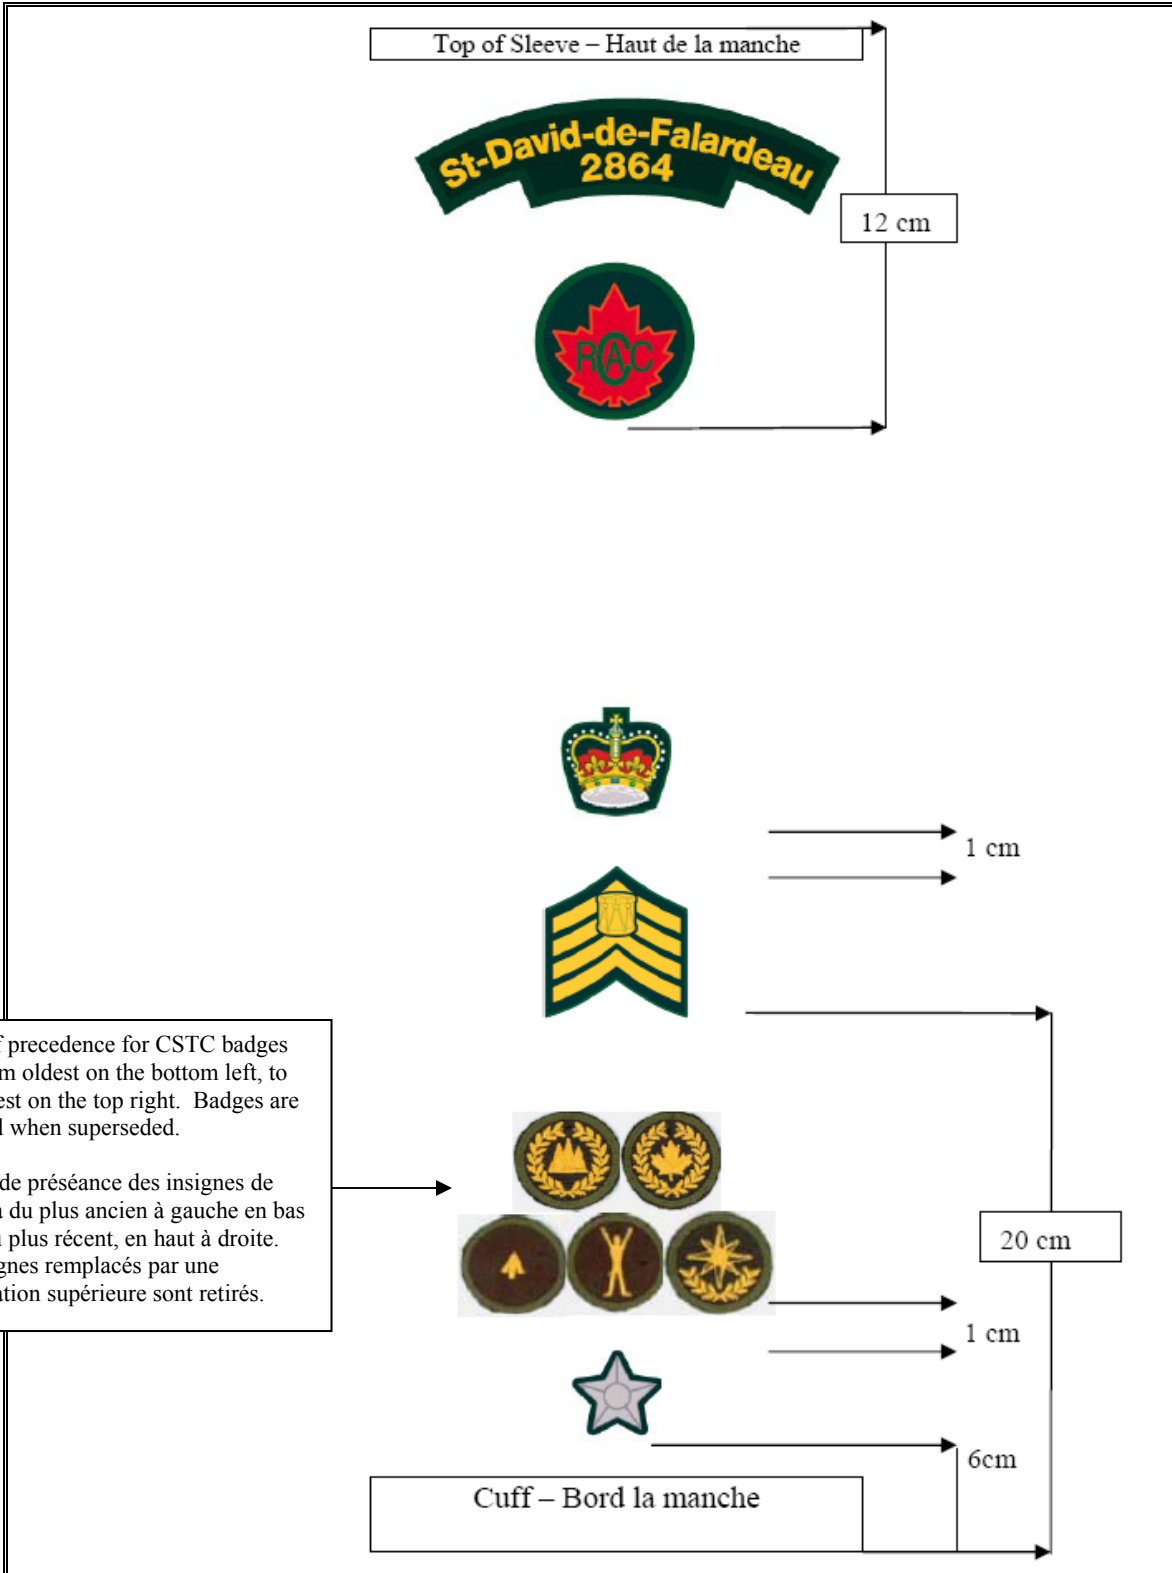 Top of Sleeve – Haut de la manche
St-David-de-Falardeau
2864
12 cm
RCAC
1 cm
precedence for CSTC badges
oldest on the bottom left, to
on the top right. Badges are
when superseded.
de préséance des insignes de
du plus ancien à gauche en bas
plus récent, en haut à droite.
remplacés par une
supérieure sont retirés.
20 cm
1 cm
6cm
Cuff – Bord la manche